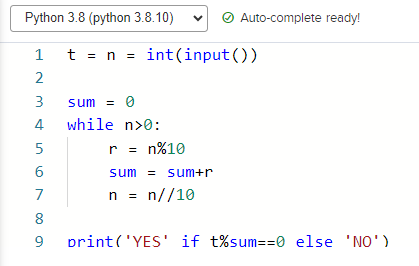 Python 3.8 (python 3.8.10) Auto-complete ready!
1 t = n = int(input())
2
3 sum = 0
4 while n>0:
5 r = n%10
6 sum = sum+r
7 n = n//10
8
9 print('YES' if t%sum==0 else 'NO')